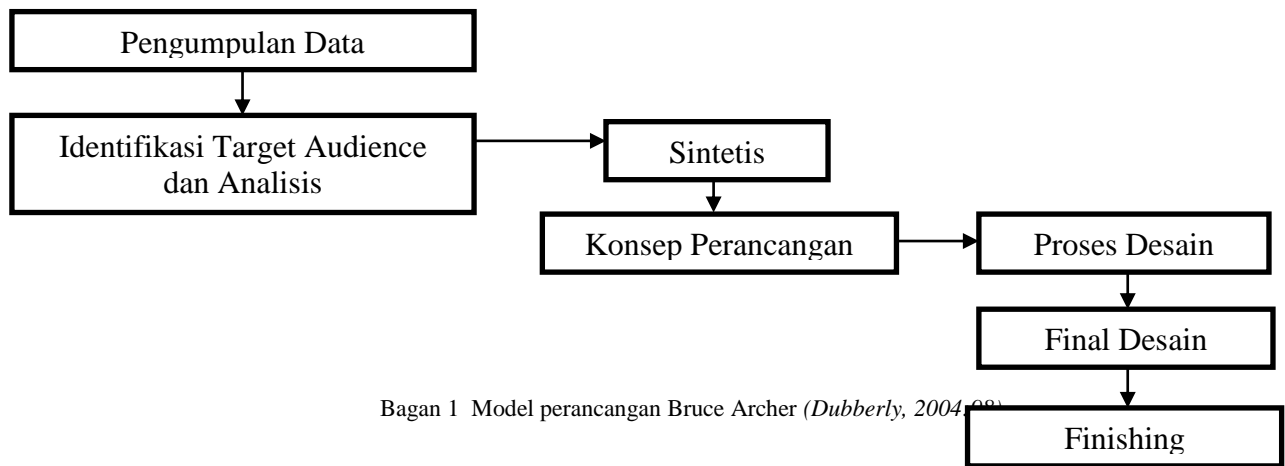 Pengumpulan Data
Identifikasi Target Audience
dan Analisis
Sintetis
Konsep Perancangan
Proses Desain
Final Desain
Bagan 1 Model perancangan Bruce Archer (Dubberly, 2004:98)
Finishing